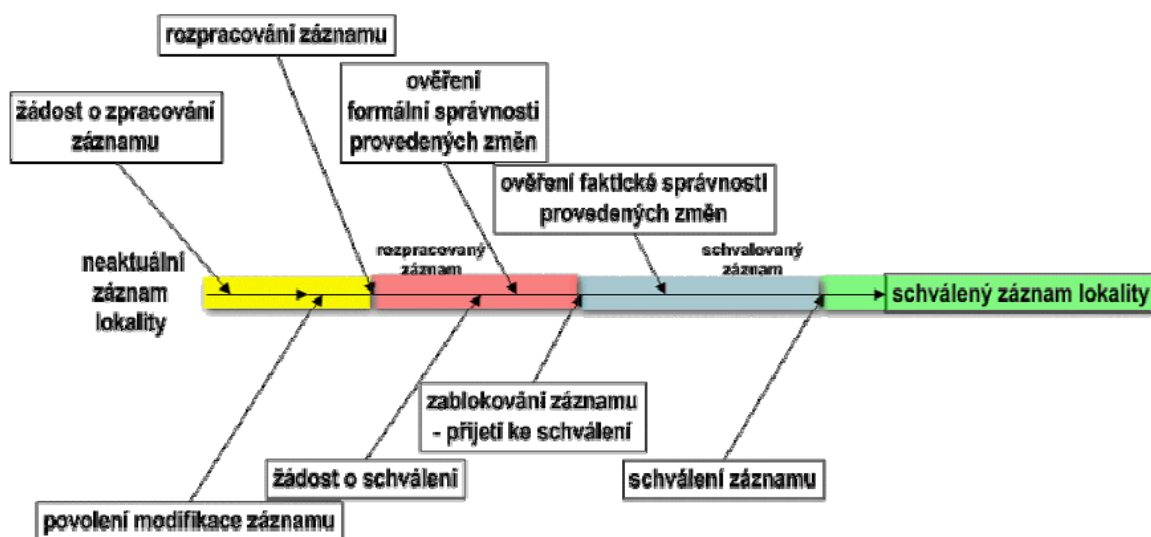 rozpracování záznamu
ověření
formální správnosti
provedených změn
žádost o zpracování
záznamu
ověření faktické správnosti
provedených změn
neaktuální
záznam
lokality
rozpracovaný
záznam
schvalovaný
záznam
schválený záznam lokality
zablokování záznamu
- přijetí ke schválení
žádost o schválení
schválení záznamu
povolení modifikace záznamu